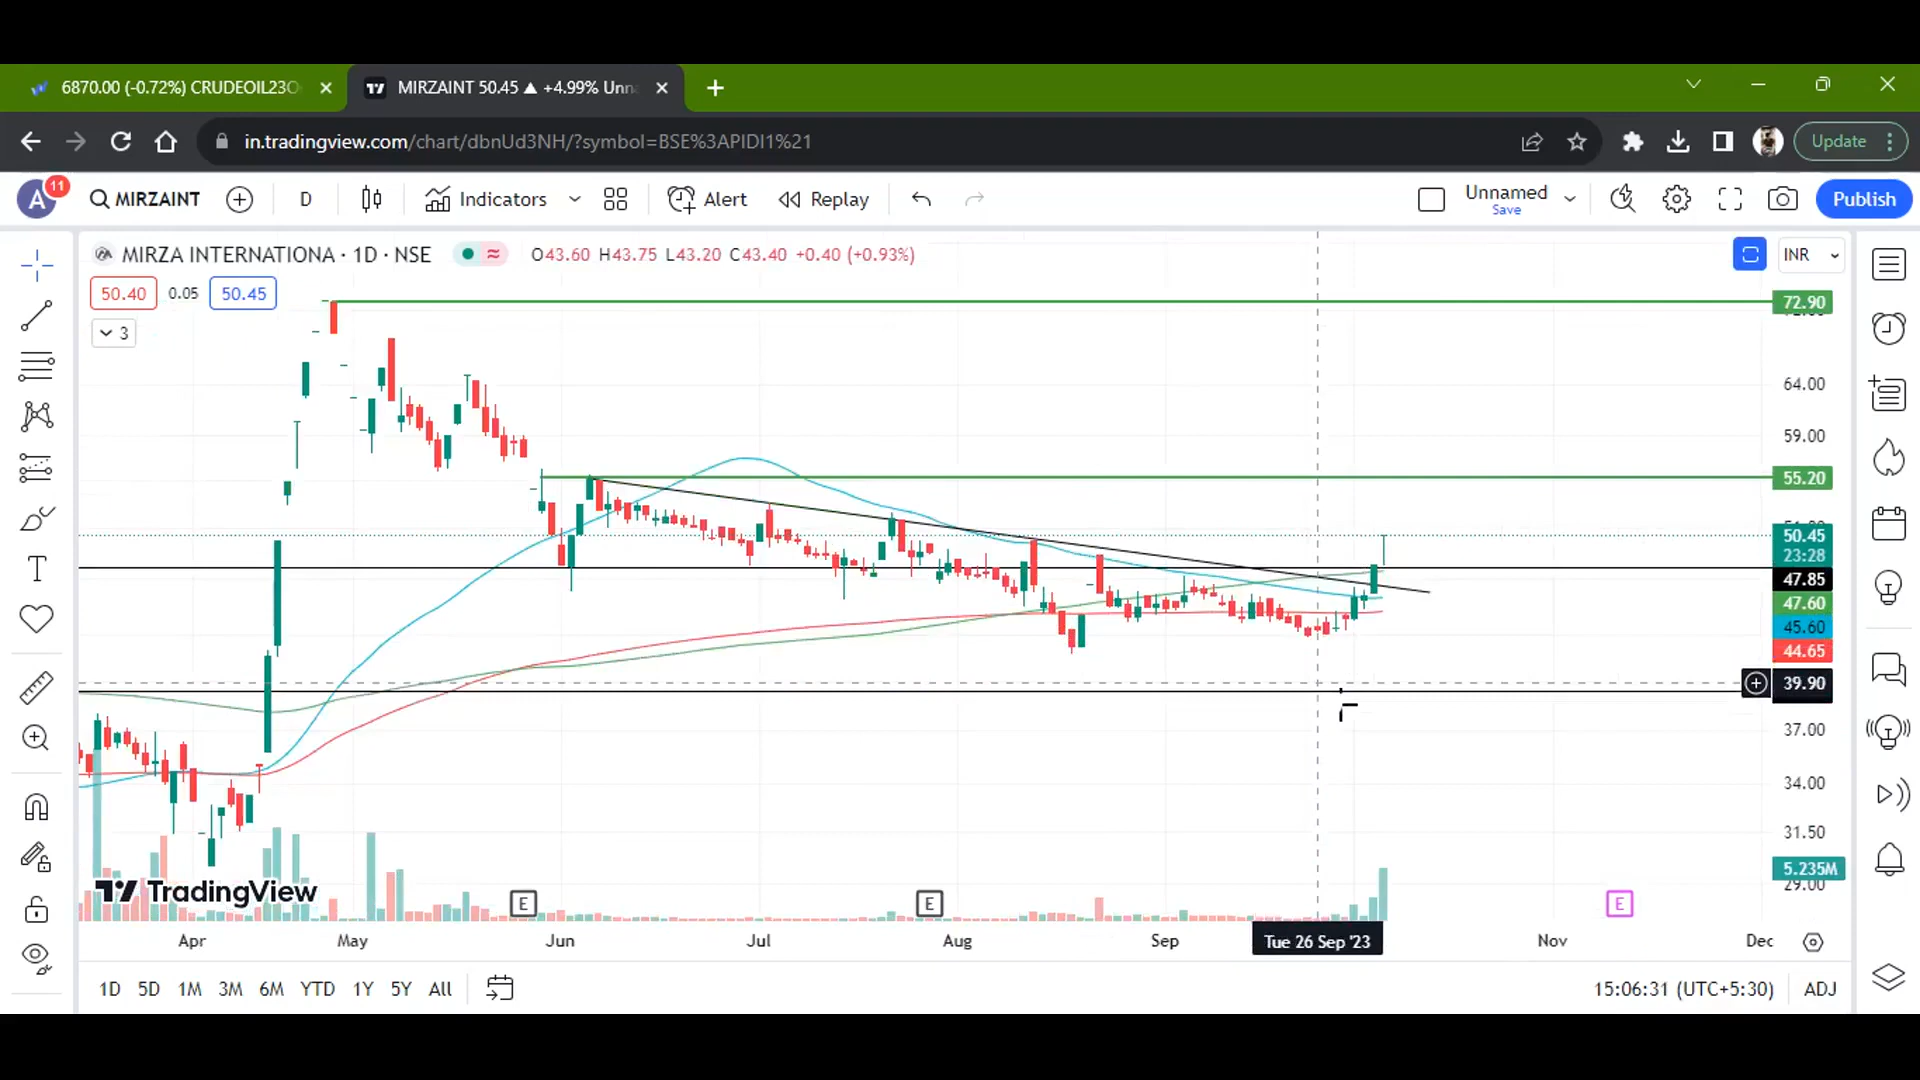 6870.00 (-0.72%) CRUDEOIL23O
MIRZAINT 50.45 ▲ +4.99% Unn
in.tradingview.com/chart/dbnUd3NH/?symbol=BSE%3APIDI1%21
Update
A 11
MIRZAINT
D
Indicators
Alert
Replay
Unnamed
Save
Publish
MIRZA INTERNATIONA · 1D · NSE
O43.60 H43.75 L43.20 C43.40 +0.40 (+0.93%)
INR
50.40 0.05 50.45
3
72.90
64.00
59.00
55.20
50.45
23:28
47.85
47.60
45.60
44.65
39.90
37.00
34.00
31.50
5.235M
29.00
TradingView
E E E
Apr May Jun Jul Aug Sep Tue 26 Sep '23 Nov Dec
1D 5D 1M 3M 6M YTD 1Y 5Y All
15:06:31 (UTC+5:30) ADJ